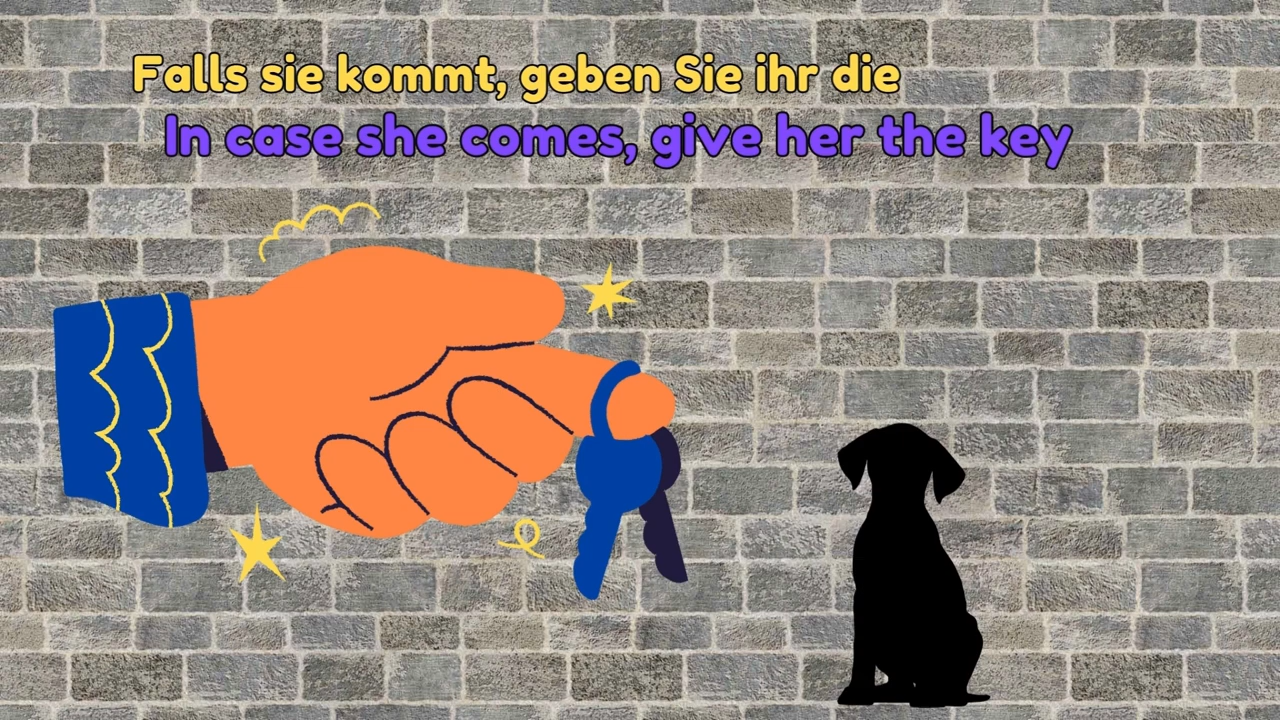 Falls sie kommt, geben Sie ihr die
In case she comes, give her the key